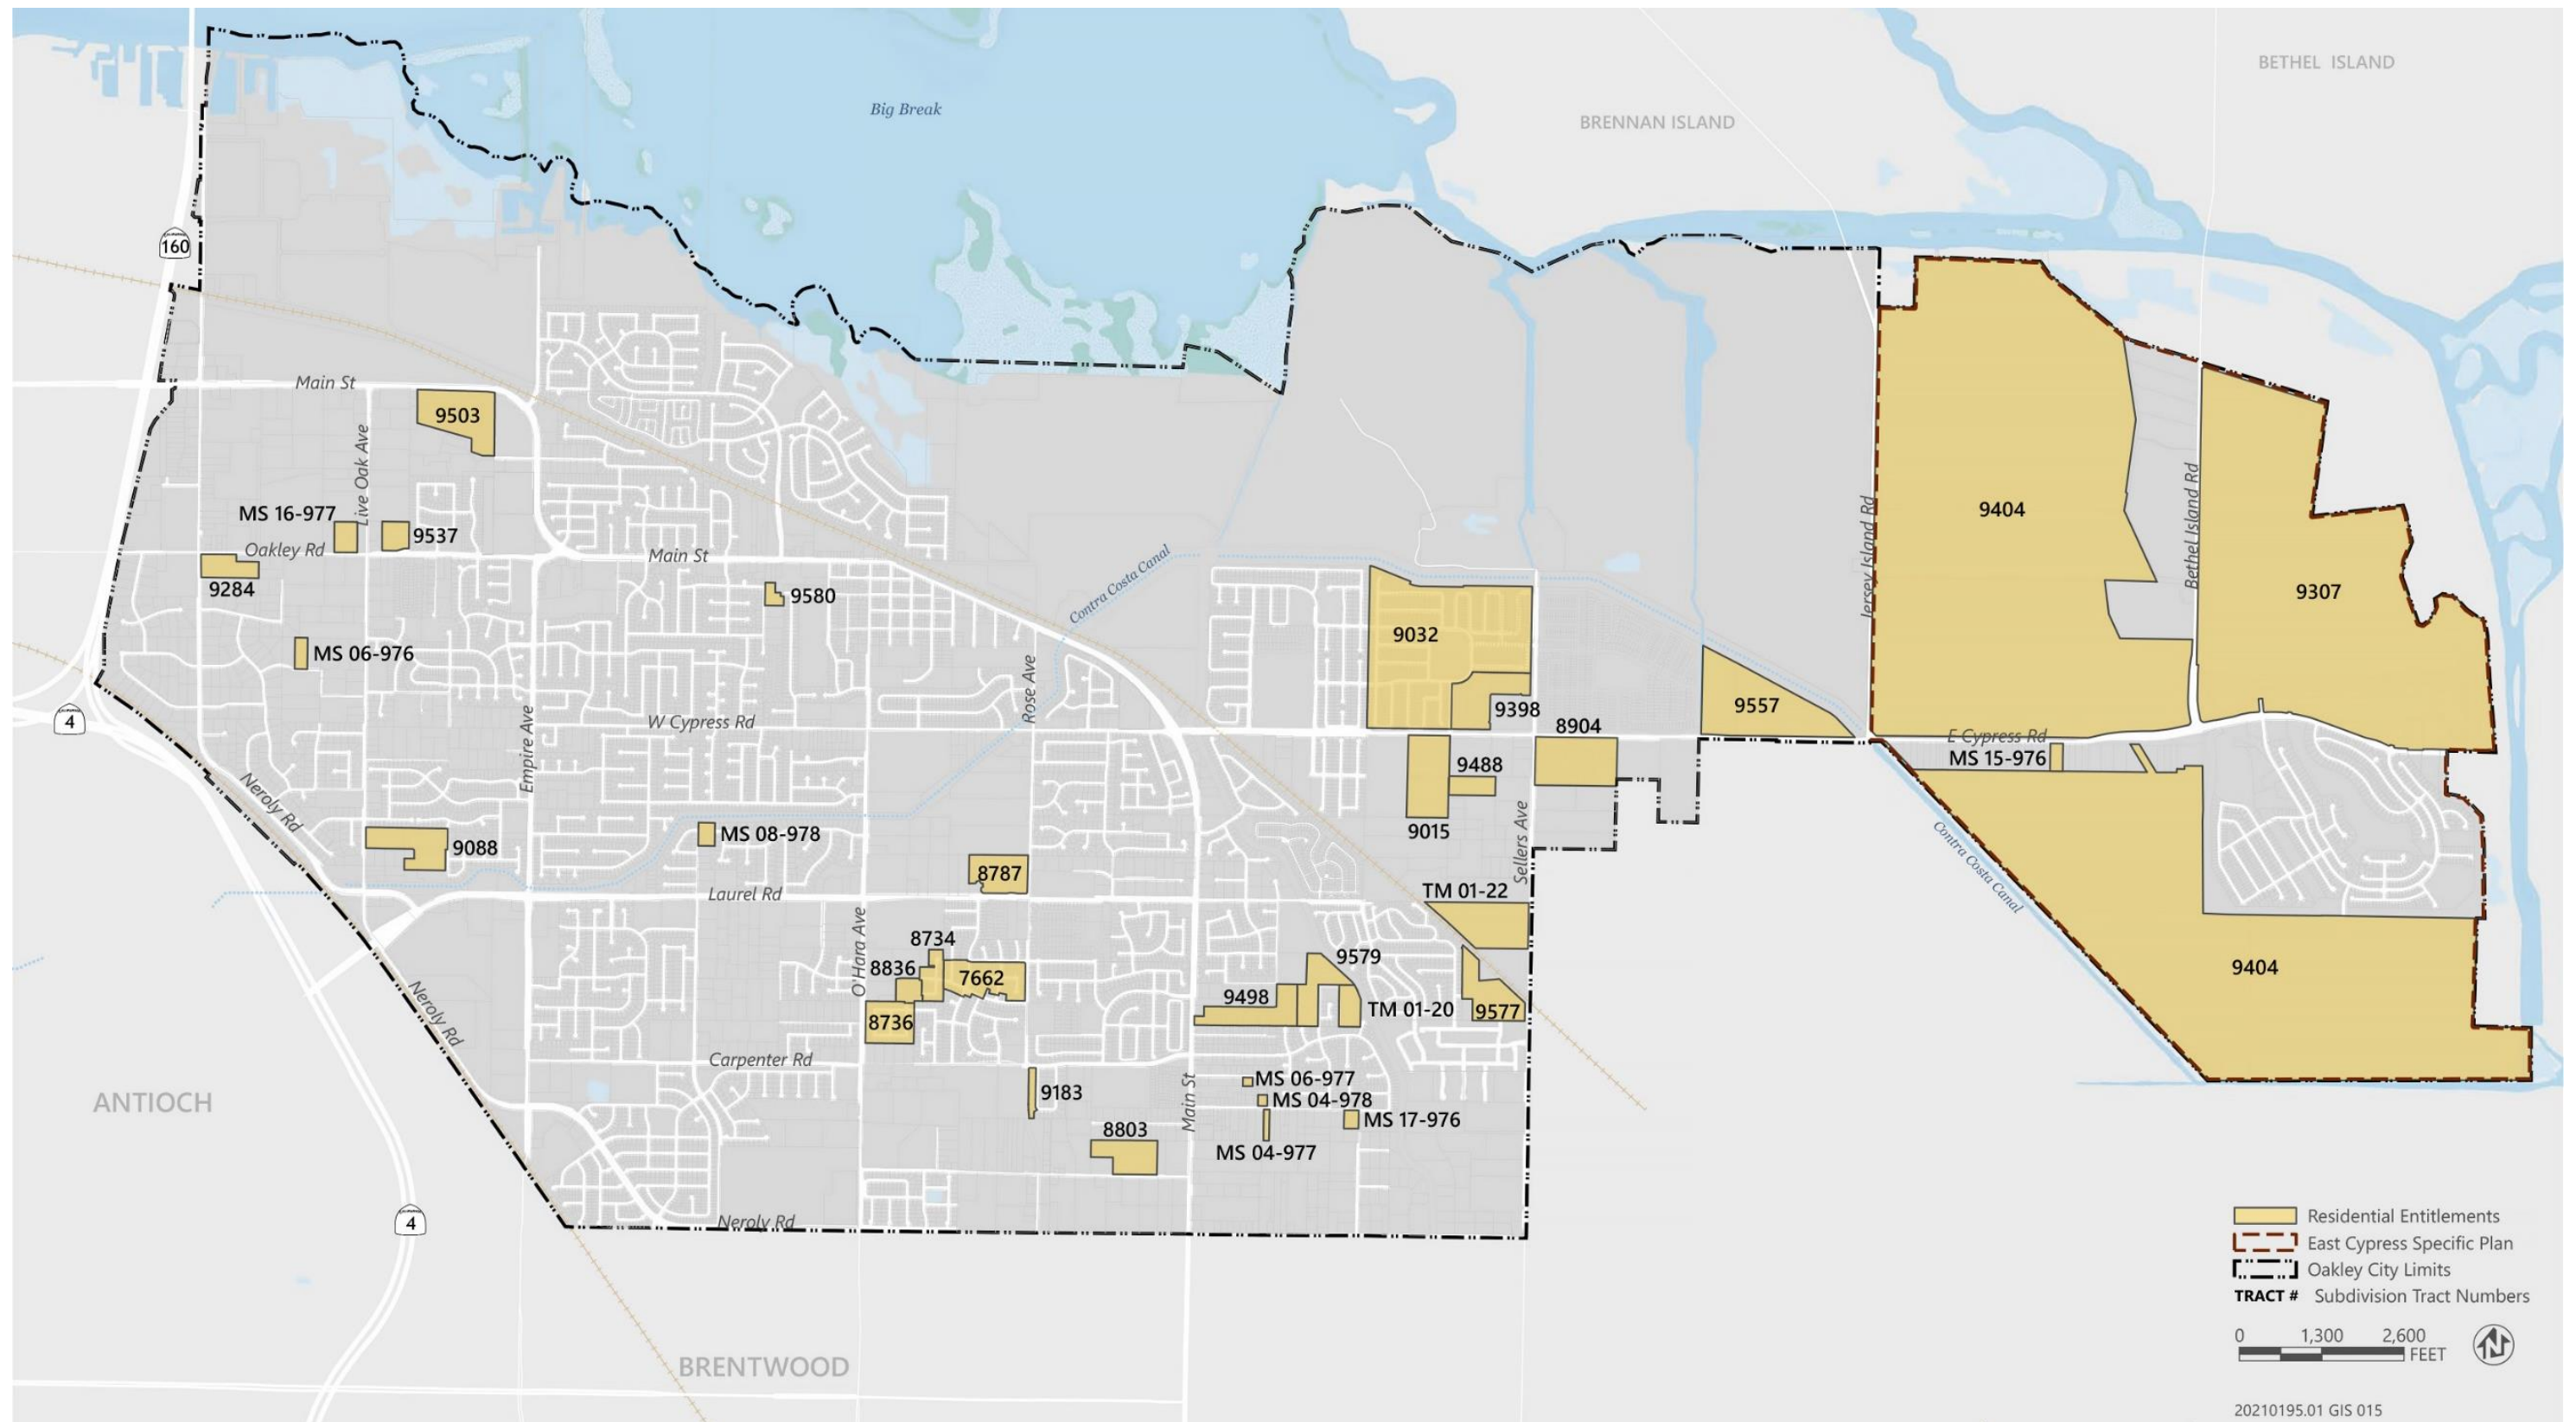 BETHEL ISLAND
Big Break
BRENNAN ISLAND
160
Main St
9503
Live Oak Ave
MS 16-977
9537
Oakley Rd
Main St
9284
9580
MS 06-976
Contra Costa Canal
9032
Jersey Island Rd
9404
Bethel Island Rd
9307
Rose Ave
9398
9557
4
W Cypress Rd
8904
E Cypress Rd
MS 15-976
Empire Ave
9488
Neroly Rd
9015
Sellers Ave
MS 08-978
9088
Contra Costa Canal
8787
Laurel Rd
TM 01-22
O'Hara Ave
8734
8836
7662
9579
9498
TM 01-20
9577
9404
8736
Neroly Rd
Carpenter Rd
9183
MS 06-977
MS 04-978
MS 17-976
Main St
8803
MS 04-977
ANTIOCH
4
Neroly Rd
BRENTWOOD
Residential Entitlements
East Cypress Specific Plan
Oakley City Limits
TRACT # Subdivision Tract Numbers
0 1,300 2,600
FEET
N
20210195.01 GIS 015